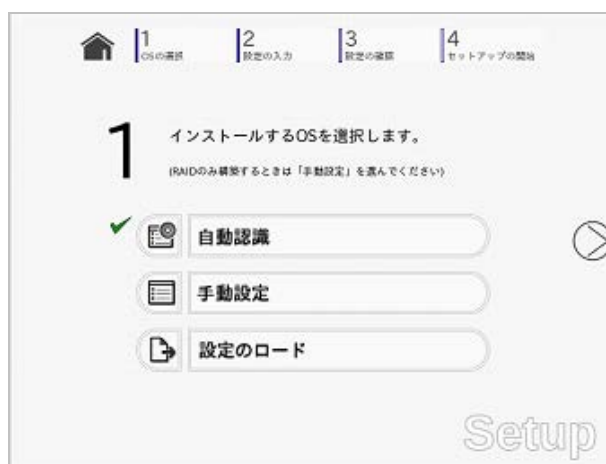 1
OSの選択
2
設定の入力
3
設定の確認
4
セットアップの開始
1
インストールするOSを選択します。
(RAIDのみ構築するときは「手動設定」を選んでください)
自動認識
手動設定
設定のロード
Setup